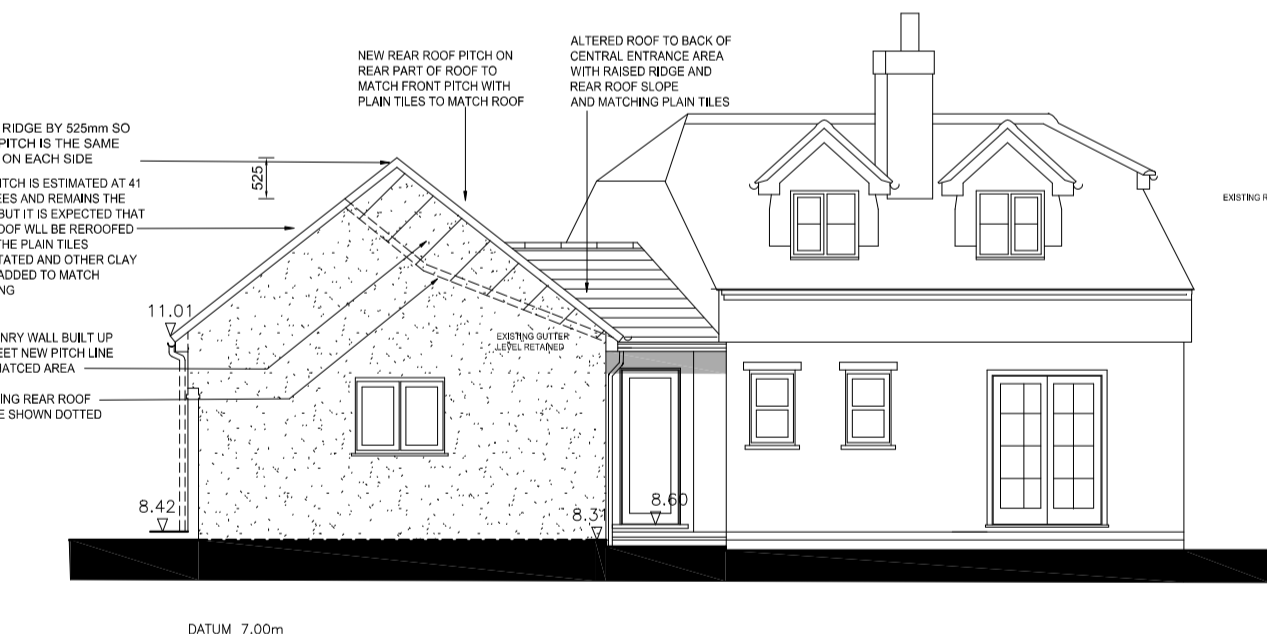 NEW REAR ROOF PITCH ON
REAR PART OF ROOF TO
MATCH FRONT PITCH WITH
PLAIN TILES TO MATCH ROOF
ALTERED ROOF TO BACK OF
CENTRAL ENTRANCE AREA
WITH RAISED RIDGE AND
REAR ROOF SLOPE
AND MATCHING PLAIN TILES
RIDGE BY 525mm SO
PITCH IS THE SAME
ON EACH SIDE
525
ITCH IS ESTIMATED AT 41
EES AND REMAINS THE
BUT IT IS EXPECTED THAT
OOF WLL BE REROOFED
THE PLAIN TILES
TATED AND OTHER CLAY
ADDED TO MATCH
NG
EXISTING R
11.01
NRY WALL BUILT UP
EET NEW PITCH LINE
HATCED AREA
EXISTING GUTTER
LEVEL RETAINED
ING REAR ROOF
E SHOWN DOTTED
8.42
8.31
8.60
DATUM 7.00m